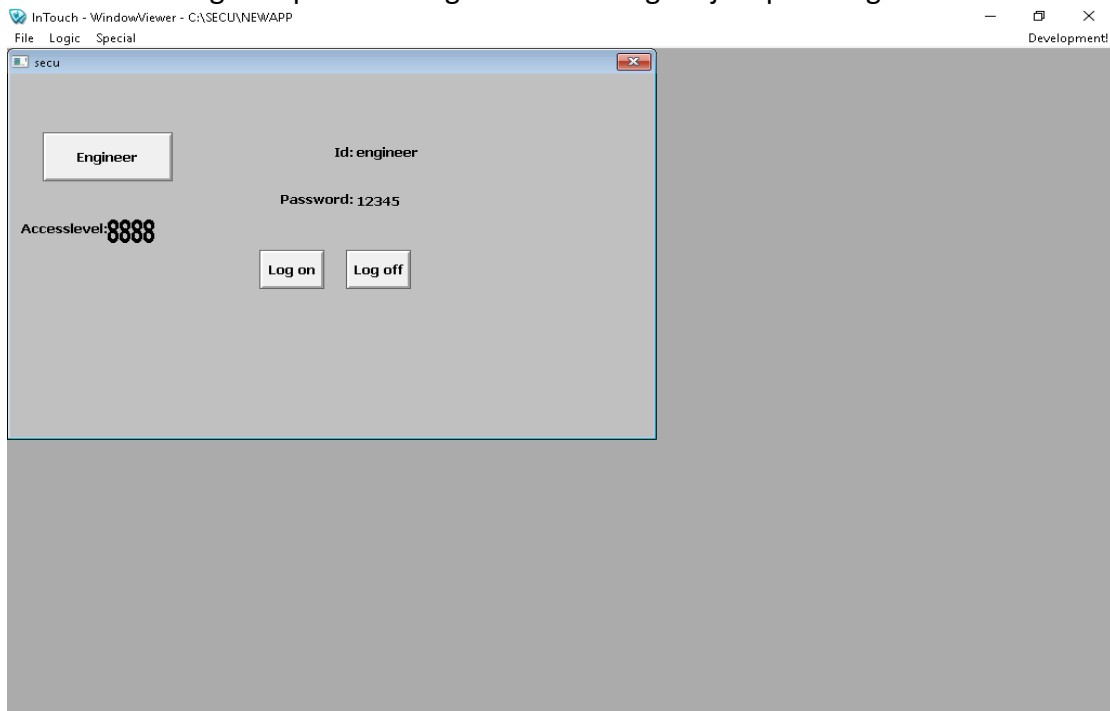 InTouch - WindowViewer - C:\SECU\NEWAPP
File Logic Special Development!
secu
Engineer
Id: engineer
Password: 12345
Accesslevel:8888
Log on Log off